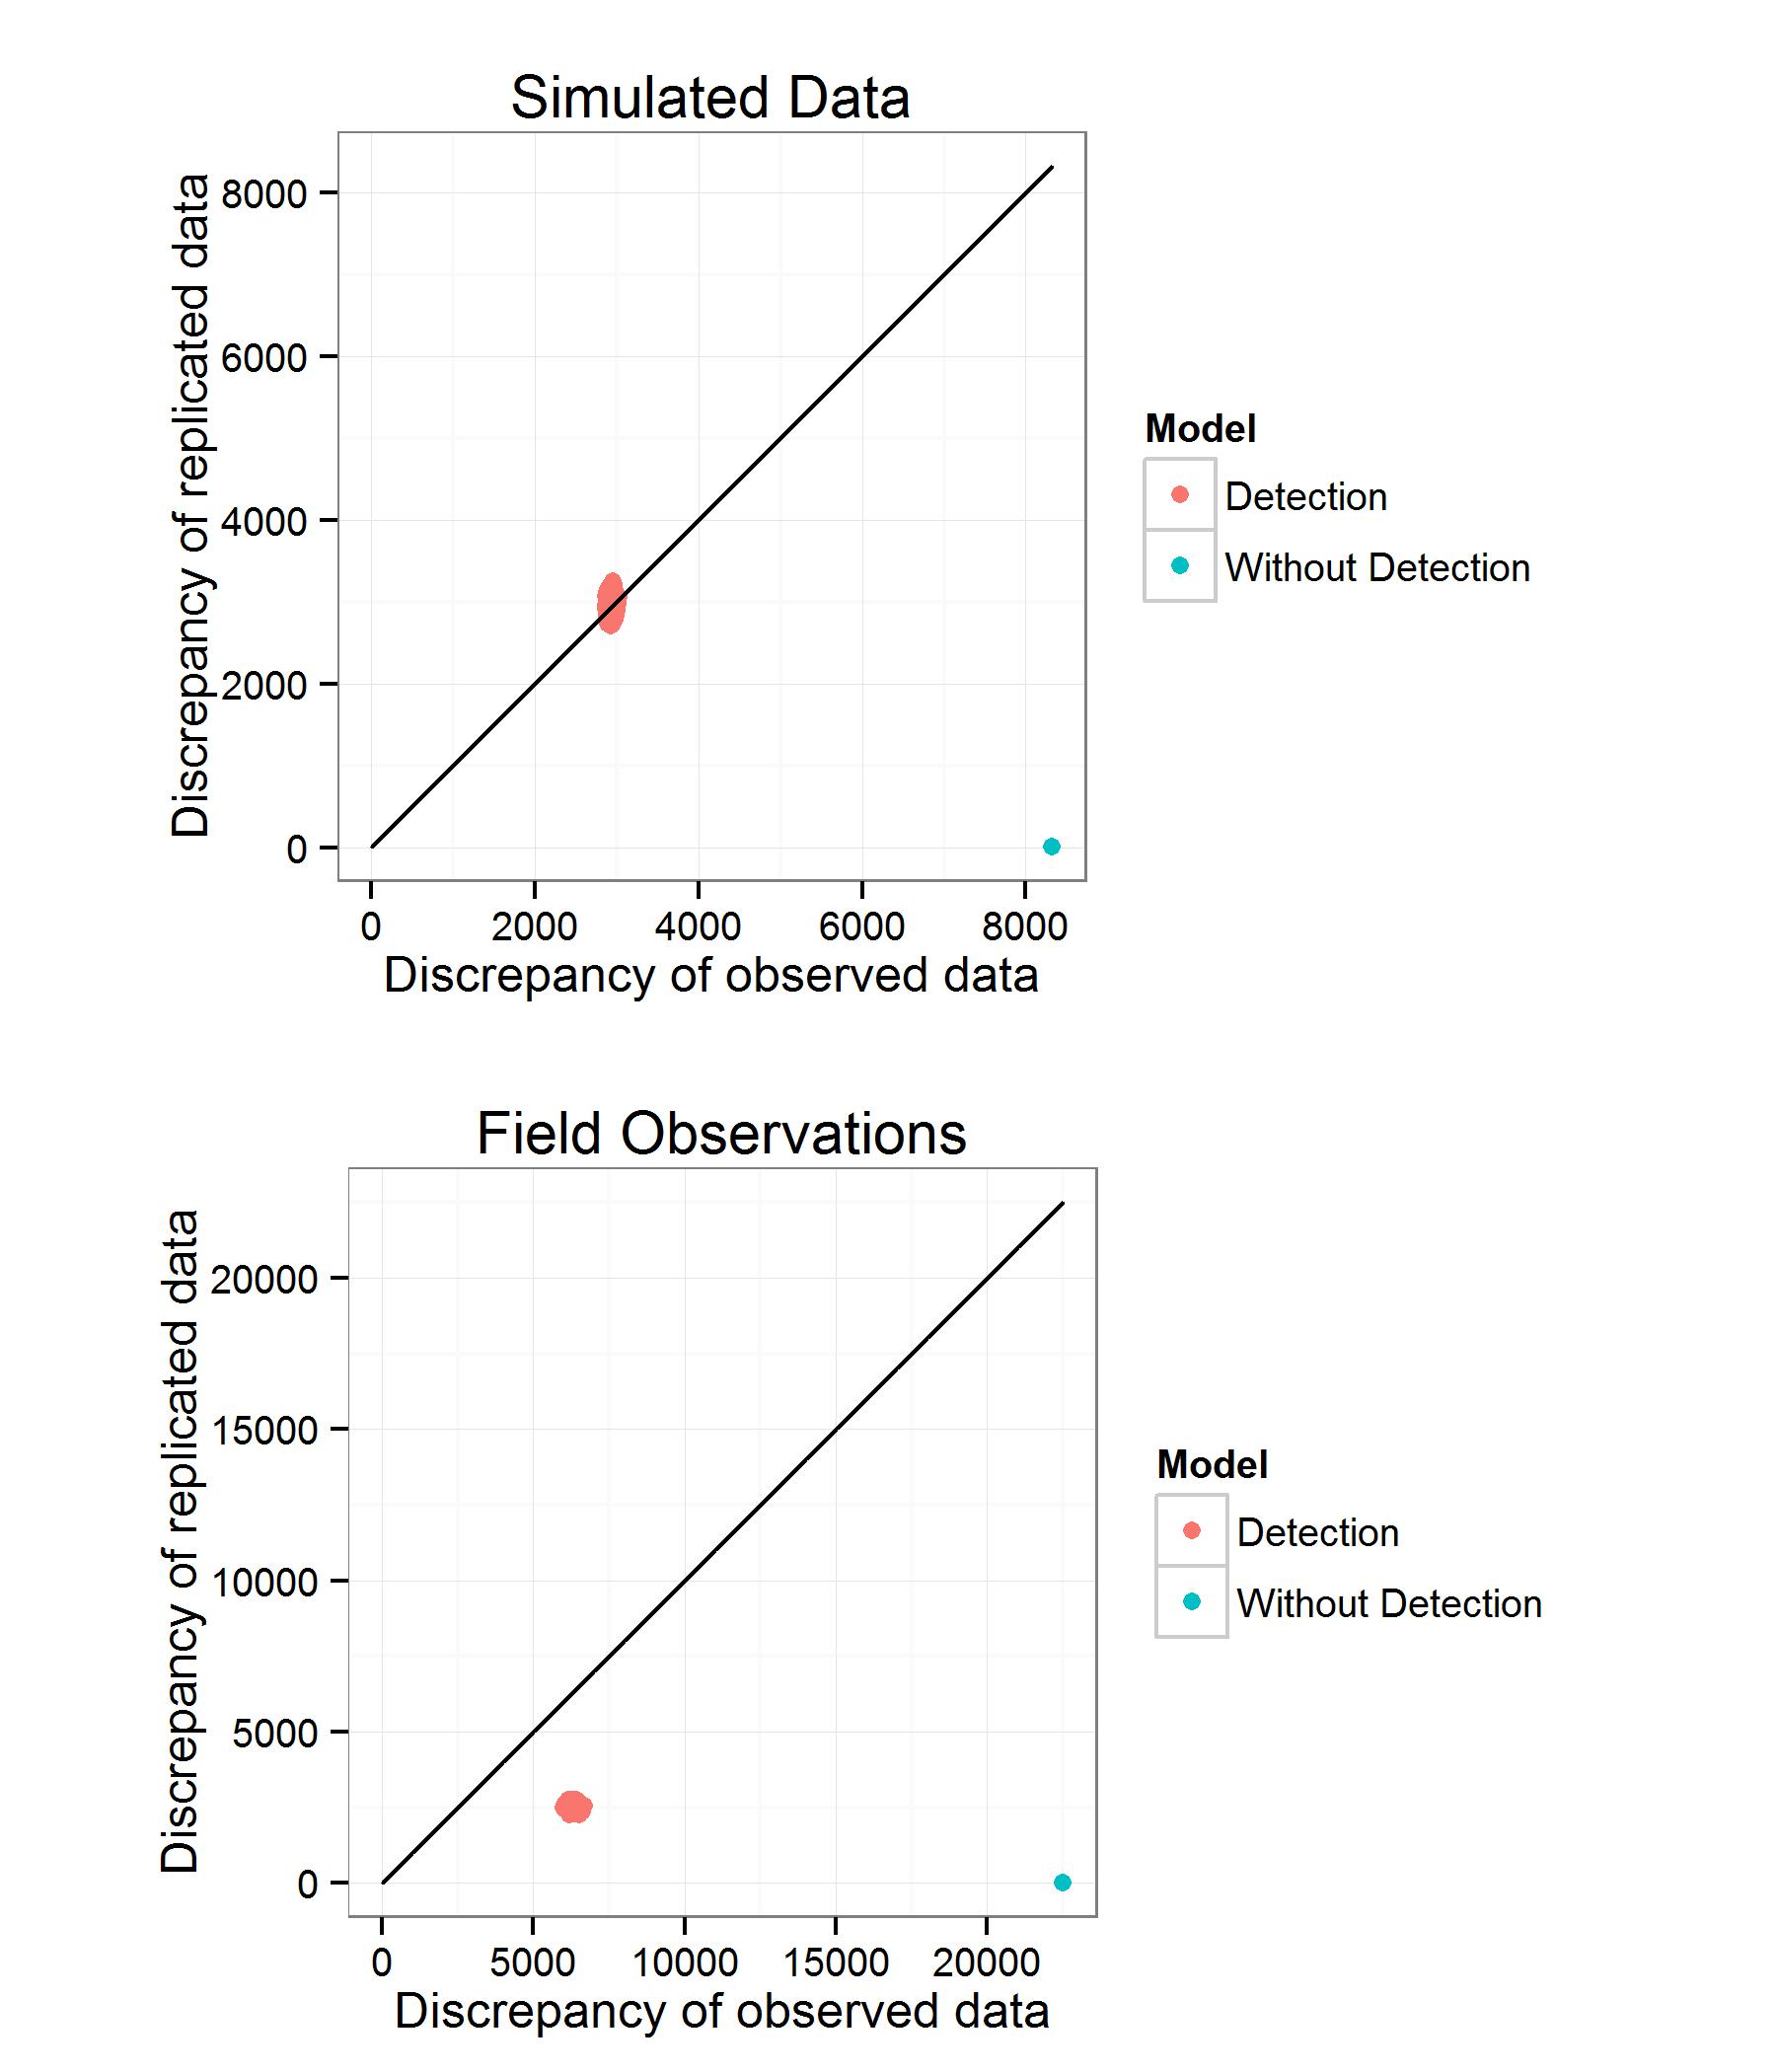 Simulated Data
Discrepancy of replicated data
8000
6000
4000
2000
0
0 2000 4000 6000 8000
Discrepancy of observed data
Model
Detection
Without Detection
Field Observations
Discrepancy of replicated data
20000
15000
10000
5000
0
0 5000 10000 15000 20000
Discrepancy of observed data
Model
Detection
Without Detection